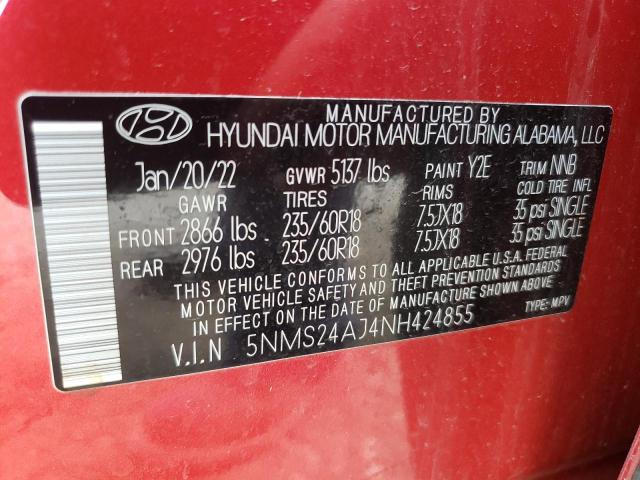 MANUFACTURED BY
HYUNDAI MOTOR MANUFACTURING ALABAMA, LLC
Jan/20/22 GVWR 5137 lbs PAINT Y2E TRIM NNB
GAWR TIRES RIMS COLD TIRE INFL
FRONT 2866 lbs 235/60R18 7.5JX18 35 psi SINGLE
REAR 2976 lbs 235/60R18 7.5JX18 35 psi SINGLE
THIS VEHICLE CONFORMS TO ALL APPLICABLE U.S.A. FEDERAL
MOTOR VEHICLE SAFETY AND THEFT PREVENTION STANDARDS
IN EFFECT ON THE DATE OF MANUFACTURE SHOWN ABOVE
V.I.N 5NMS24AJ4NH424855 TYPE: MPV